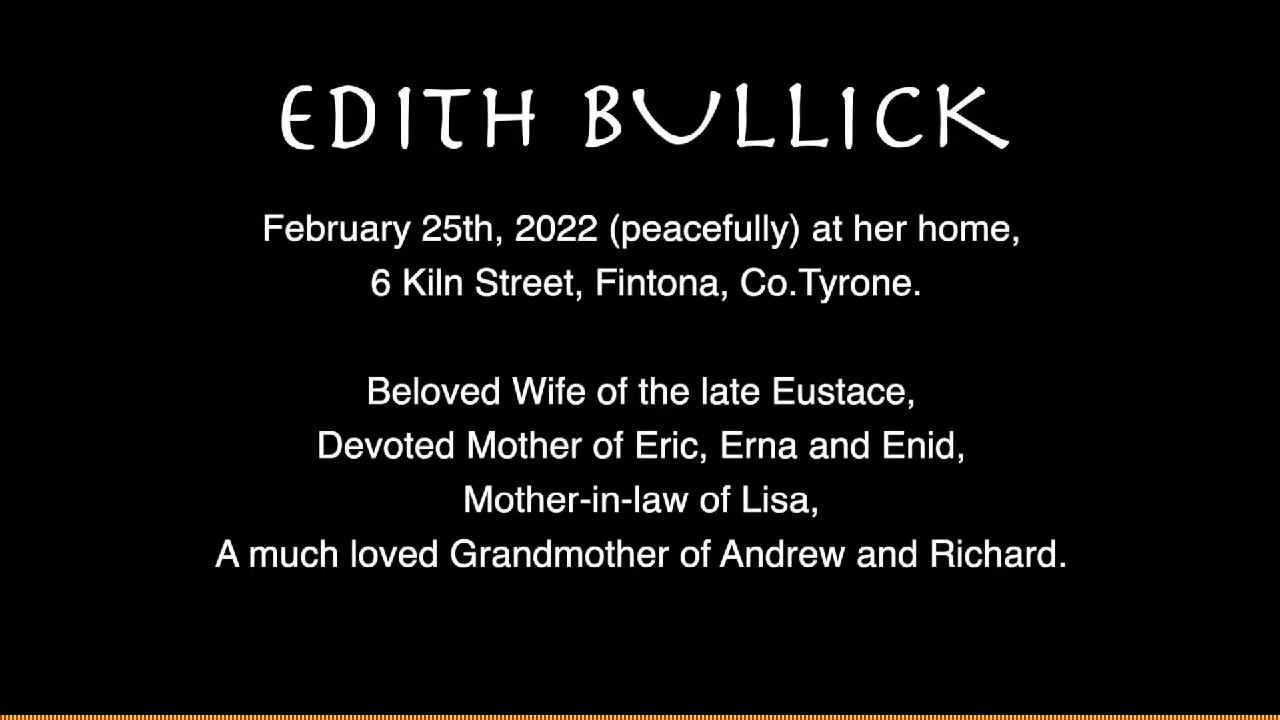 EDITH BULLICK
February 25th, 2022 (peacefully) at her home,
6 Kiln Street, Fintona, Co.Tyrone.
Beloved Wife of the late Eustace,
Devoted Mother of Eric, Erna and Enid,
Mother-in-law of Lisa,
A much loved Grandmother of Andrew and Richard.